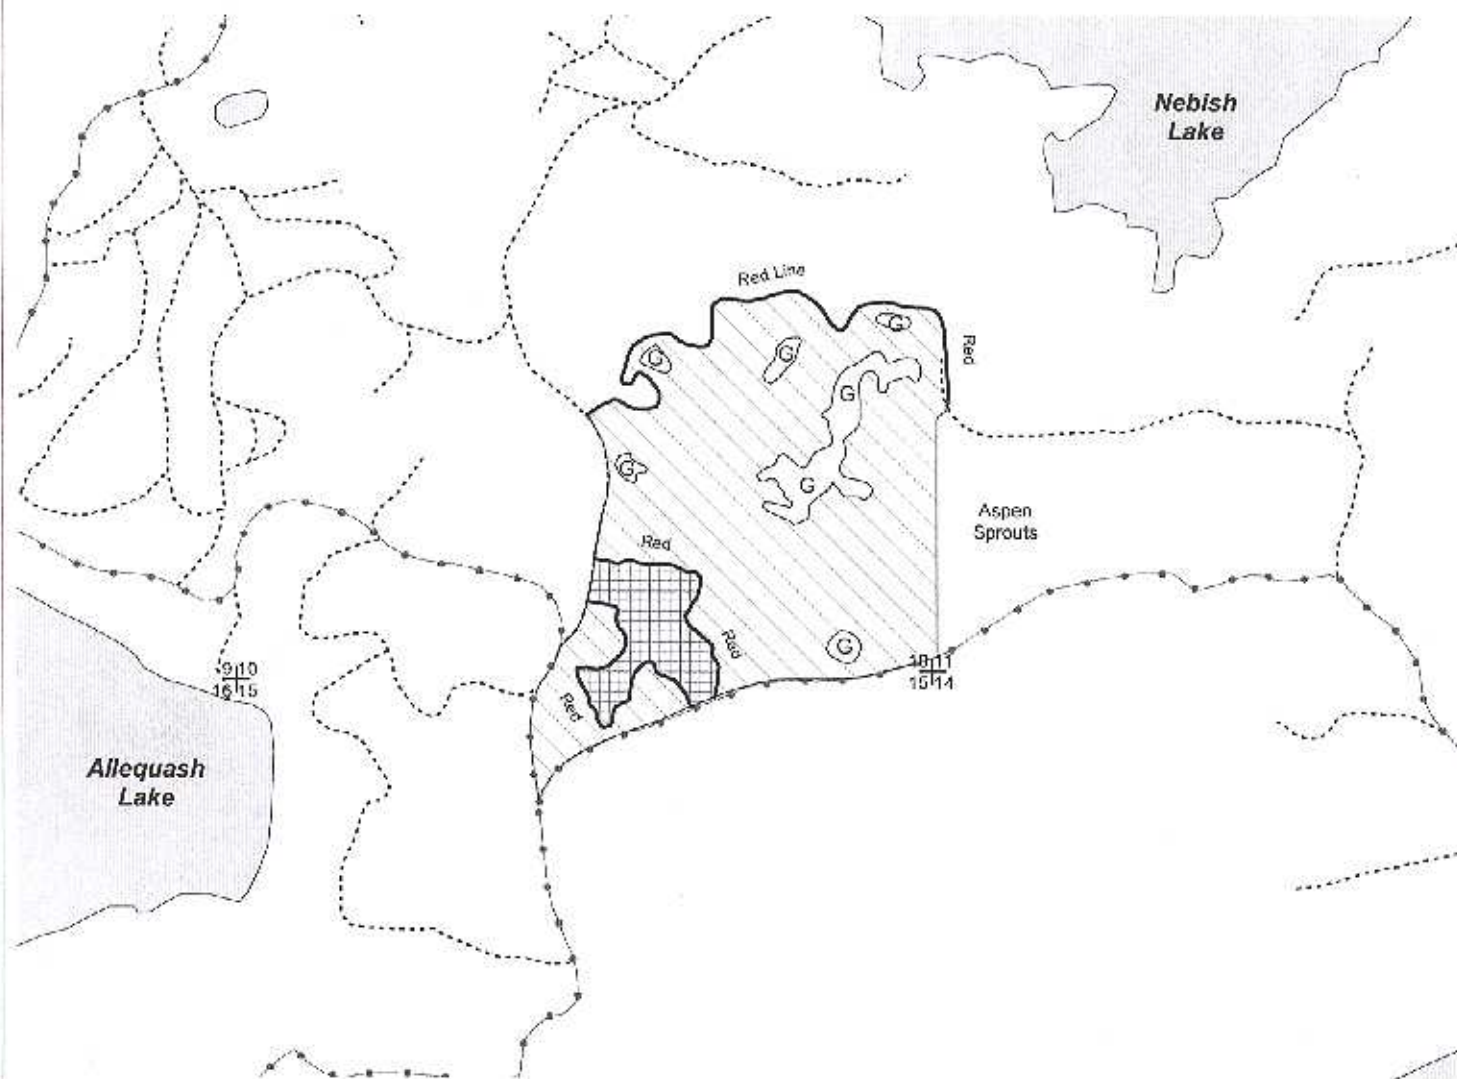 Nebish
Lake
Red Line
G
Red
G
G
G
G
G
Aspen
Sprouts
Red
Red
G
9 10
16 15
10 11
15 14
Red
Allequash
Lake